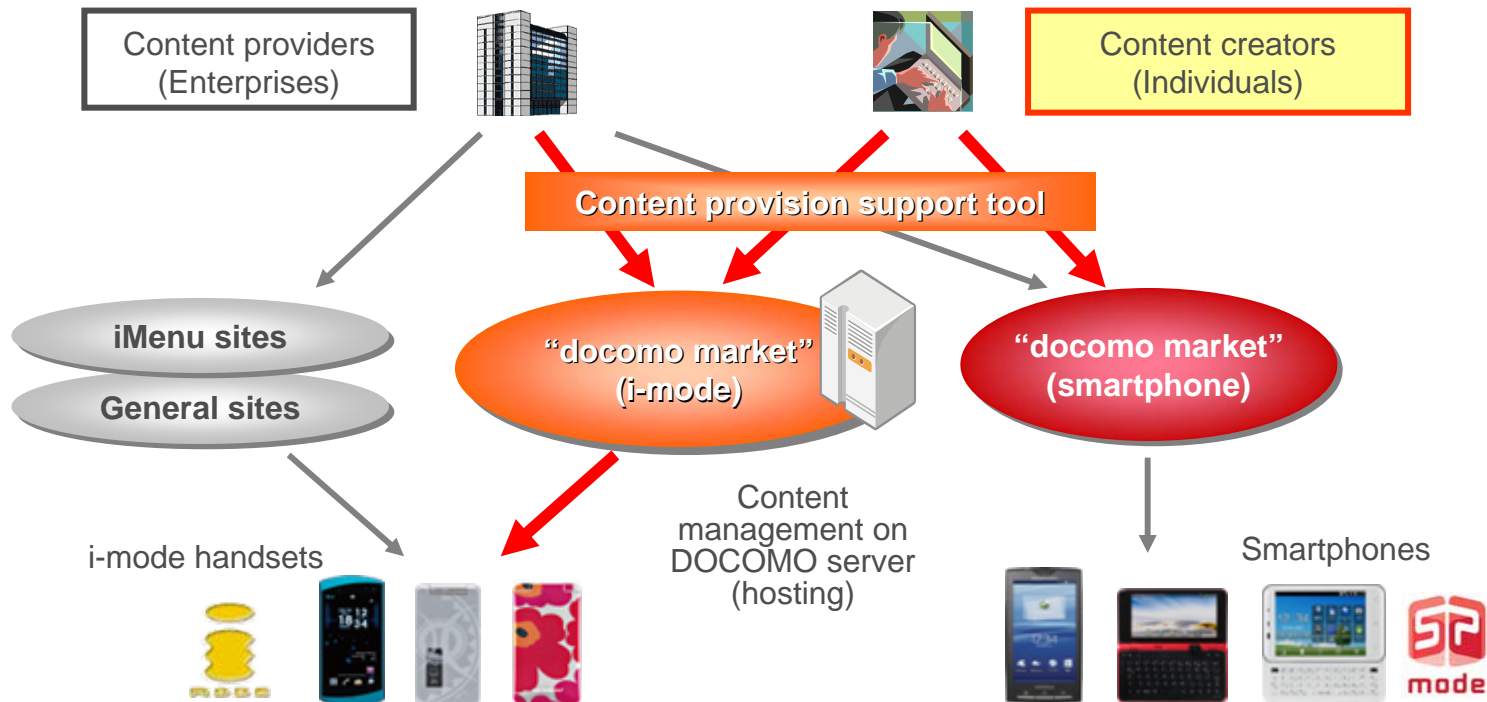 Content providers
(Enterprises)
Content creators
(Individuals)
Content provision support tool
iMenu sites
General sites
“docomo market”
(i-mode)
“docomo market”
(smartphone)
Content
management on
DOCOMO server
(hosting)
i-mode handsets
Smartphones
mode